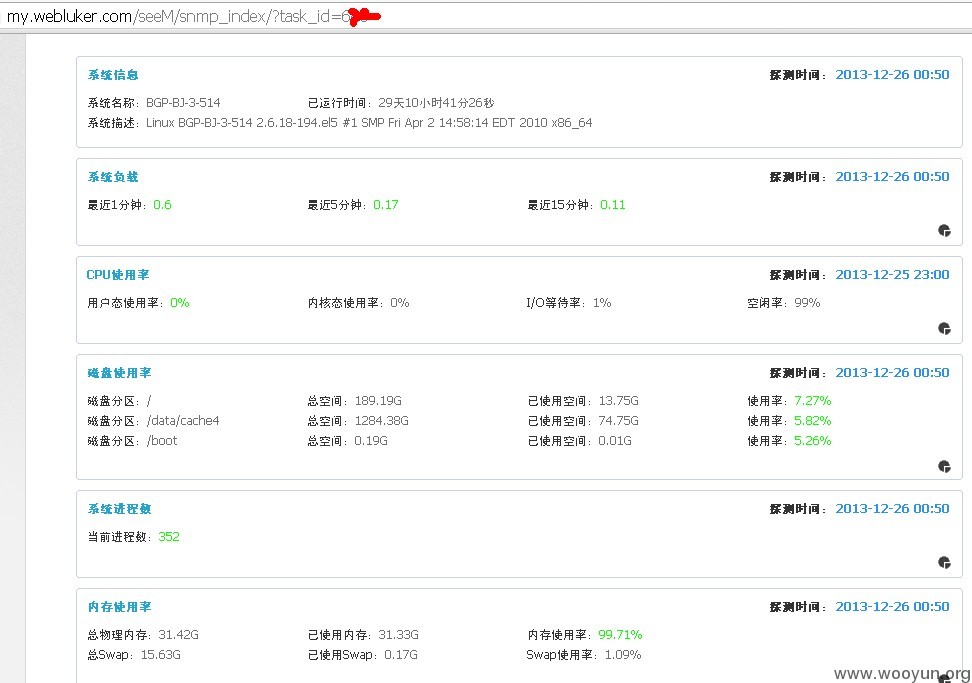 my.webluker.com/seeM/snmp_index/?task_id=6
系统信息 探测时间： 2013-12-26 00:50
系统名称：BGP-BJ-3-514 已运行时间：29天10小时41分26秒
系统描述：Linux BGP-BJ-3-514 2.6.18-194.el5 #1 SMP Fri Apr 2 14:58:14 EDT 2010 x86_64
系统负载 探测时间： 2013-12-26 00:50
最近1分钟：0.6 最近5分钟：0.17 最近15分钟：0.11
CPU使用率 探测时间： 2013-12-25 23:00
用户态使用率：0% 内核态使用率：0% I/O等待率：1% 空闲率：99%
磁盘使用率 探测时间： 2013-12-26 00:50
磁盘分区：/ 总空间：189.19G 已使用空间：13.75G 使用率：7.27%
磁盘分区：/data/cache4 总空间：1284.38G 已使用空间：74.75G 使用率：5.82%
磁盘分区：/boot 总空间：0.19G 已使用空间：0.01G 使用率：5.26%
系统进程数 探测时间： 2013-12-26 00:50
当前进程数：352
内存使用率 探测时间： 2013-12-26 00:50
总物理内存：31.42G 已使用内存：31.33G 内存使用率：99.71%
总Swap：15.63G 已使用Swap：0.17G Swap使用率：1.09%
www.wooyun.org